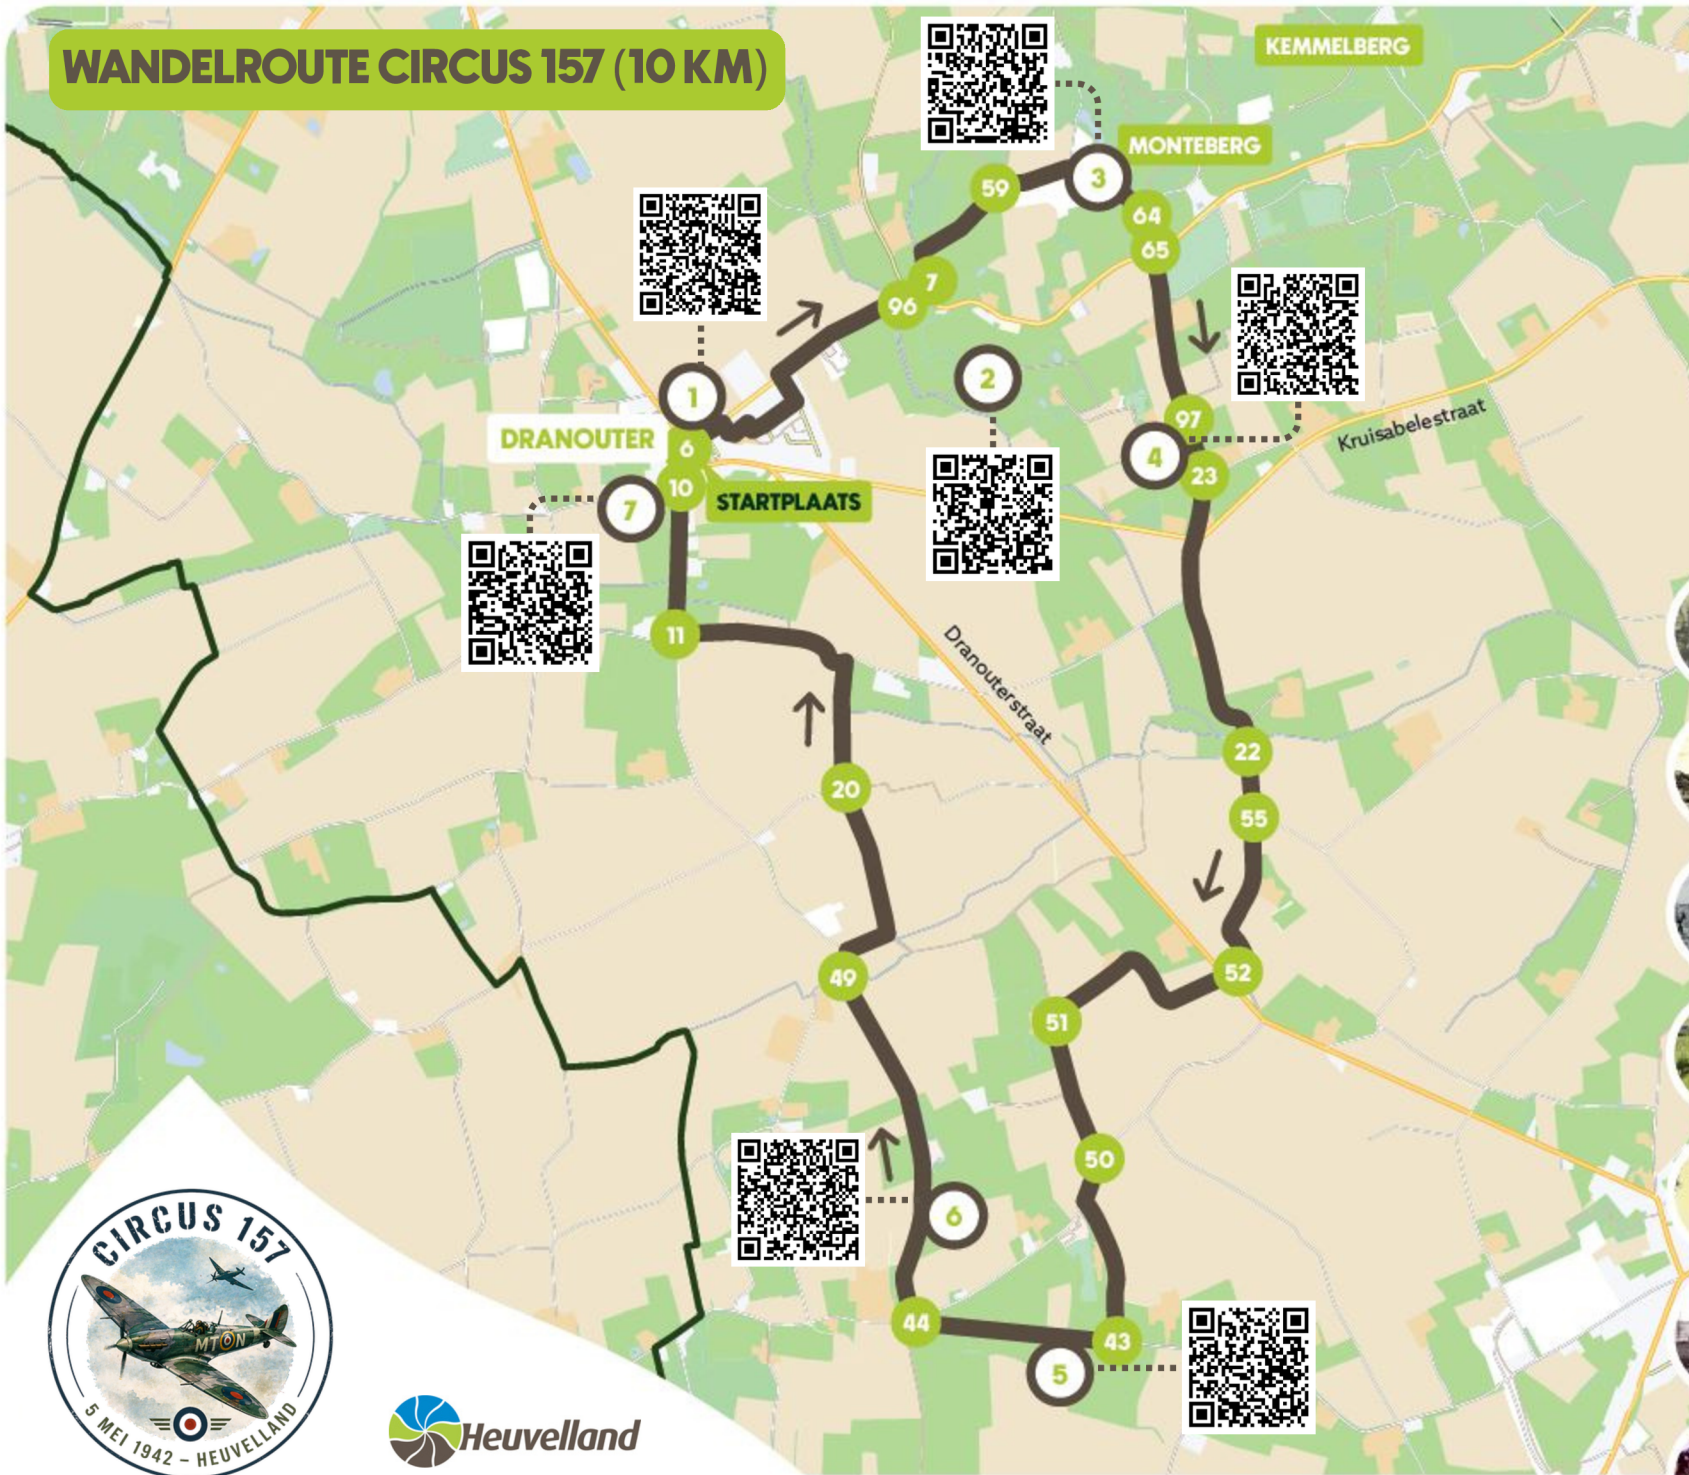 WANDELROUTE CIRCUS 157 (10 KM)
KEMMELBERG
MONTEBERG
3
59
64
65
7
96
1
2
97
4
23
Kruisabelestraat
DRANOUTER
6
10
STARTPLAATS
7
11
Dranouterstraat
22
20
55
49
52
51
50
6
44
43
5
CIRCUS 157
MT N
5 MEI 1942 – HEUVELLAND
Heuvelland